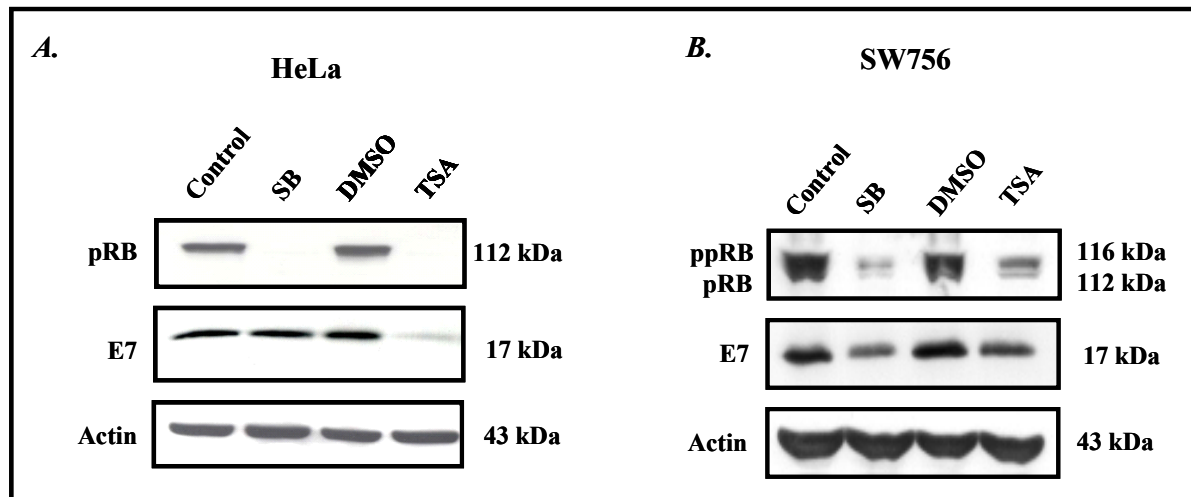 A.
HeLa
Control SB DMSO TSA
pRB 112 kDa
E7 17 kDa
Actin 43 kDa
B.
SW756
Control SB DMSO TSA
ppRB 116 kDa
pRB 112 kDa
E7 17 kDa
Actin 43 kDa